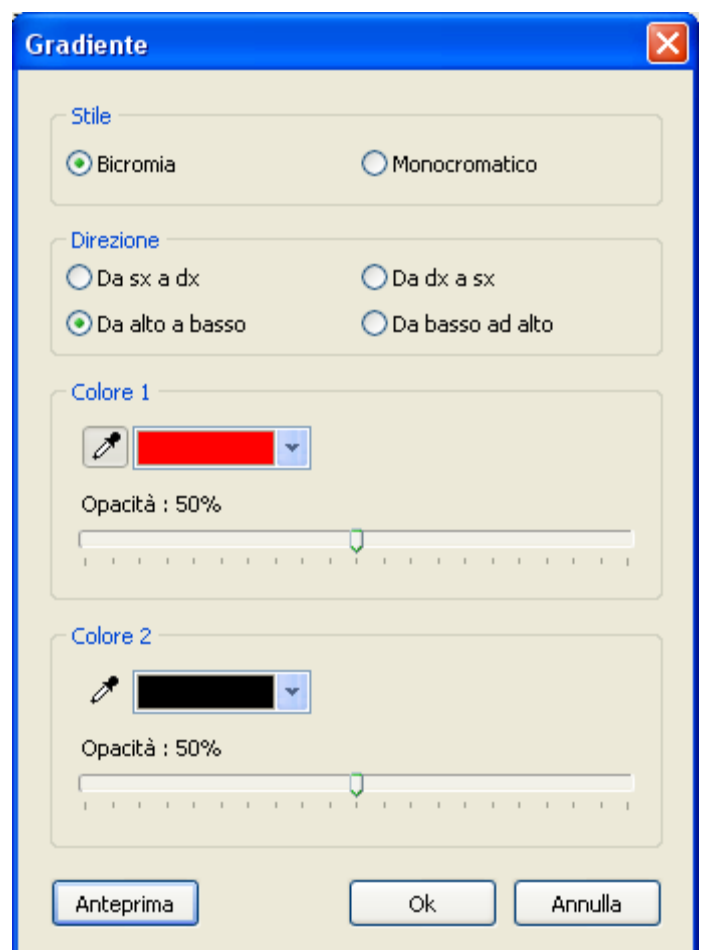 Gradiente
Stile
Bicromia Monocromatico
Direzione
Da sx a dx Da dx a sx
Da alto a basso Da basso ad alto
Colore 1
Opacità : 50%
Colore 2
Opacità : 50%
Anteprima Ok Annulla